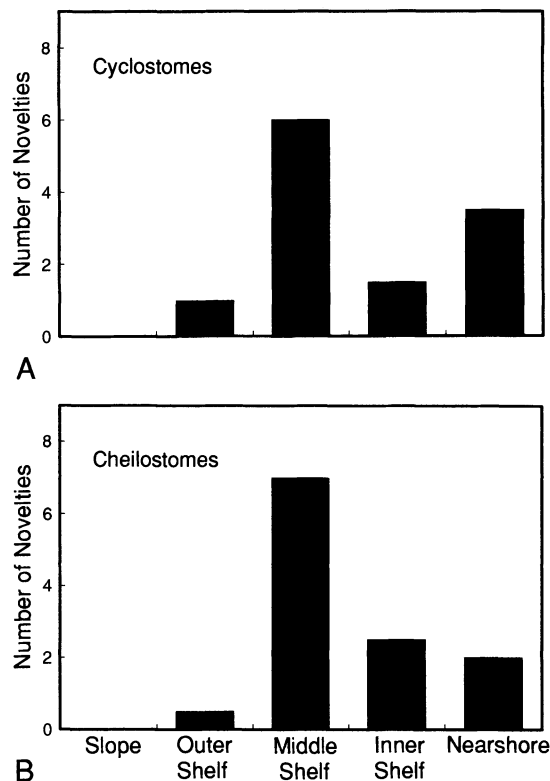 8
Cyclostomes
6
4
2
0
Number of Novelties
A
8
Cheilostomes
6
4
2
0
Number of Novelties
Slope Outer Shelf Middle Shelf Inner Shelf Nearshore
B